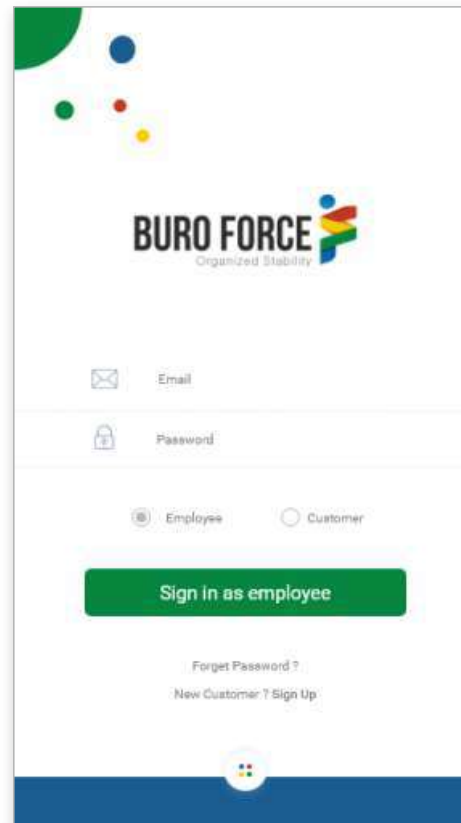 BURO FORCE
Organized Stability
Email
Password
Employee Customer
Sign in as employee
Forget Password ?
New Customer ? Sign Up